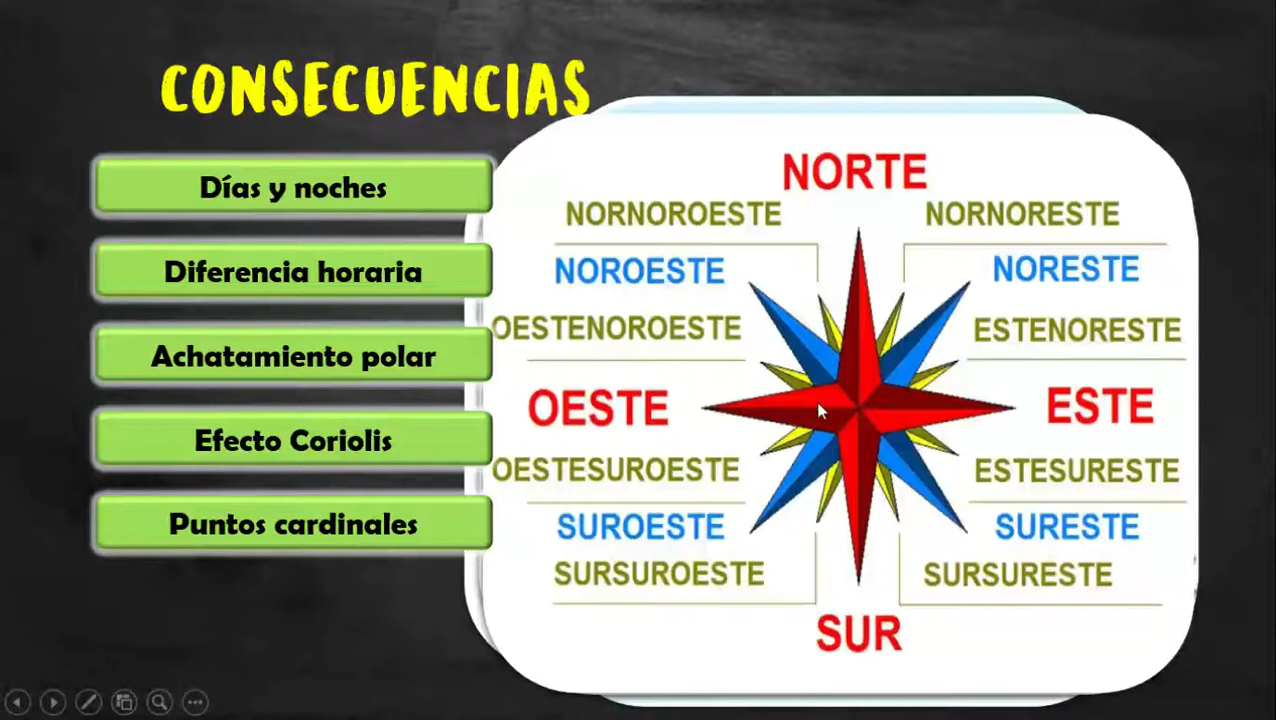 CONSECUENCIAS
Días y noches
Diferencia horaria
Achatamiento polar
Efecto Coriolis
Puntos cardinales
NORTE
NORNOROESTE
NORNORESTE
NOROESTE
NORESTE
OESTENOROESTE
ESTENORESTE
OESTE
ESTE
OESTESUROESTE
ESTESURESTE
SUROESTE
SURESTE
SURSUROESTE
SURSURESTE
SUR